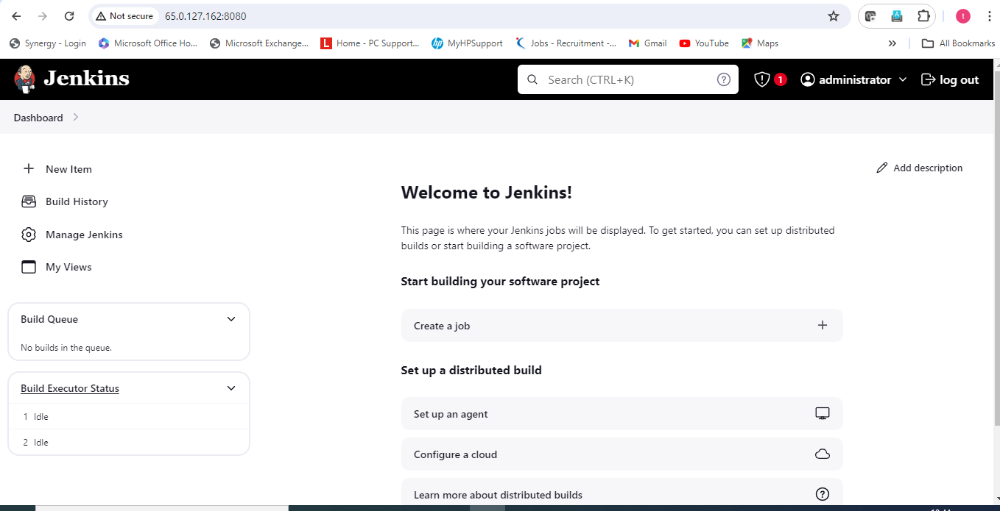 Not secure 65.0.127.162:8080 t
Synergy - Login Microsoft Office Ho... Microsoft Exchange... L Home - PC Support... hp MyHPSupport Jobs - Recruitment -... Gmail YouTube Maps » All Bookmarks
Jenkins Search (CTRL+K) ? ! 1 administrator log out
Dashboard
New Item
Add description
Build History
Manage Jenkins
My Views
Welcome to Jenkins!
This page is where your Jenkins jobs will be displayed. To get started, you can set up distributed
builds or start building a software project.
Start building your software project
Create a job
Set up a distributed build
Set up an agent
Configure a cloud
Learn more about distributed builds ?
Build Queue
No builds in the queue.
Build Executor Status
1 Idle
2 Idle